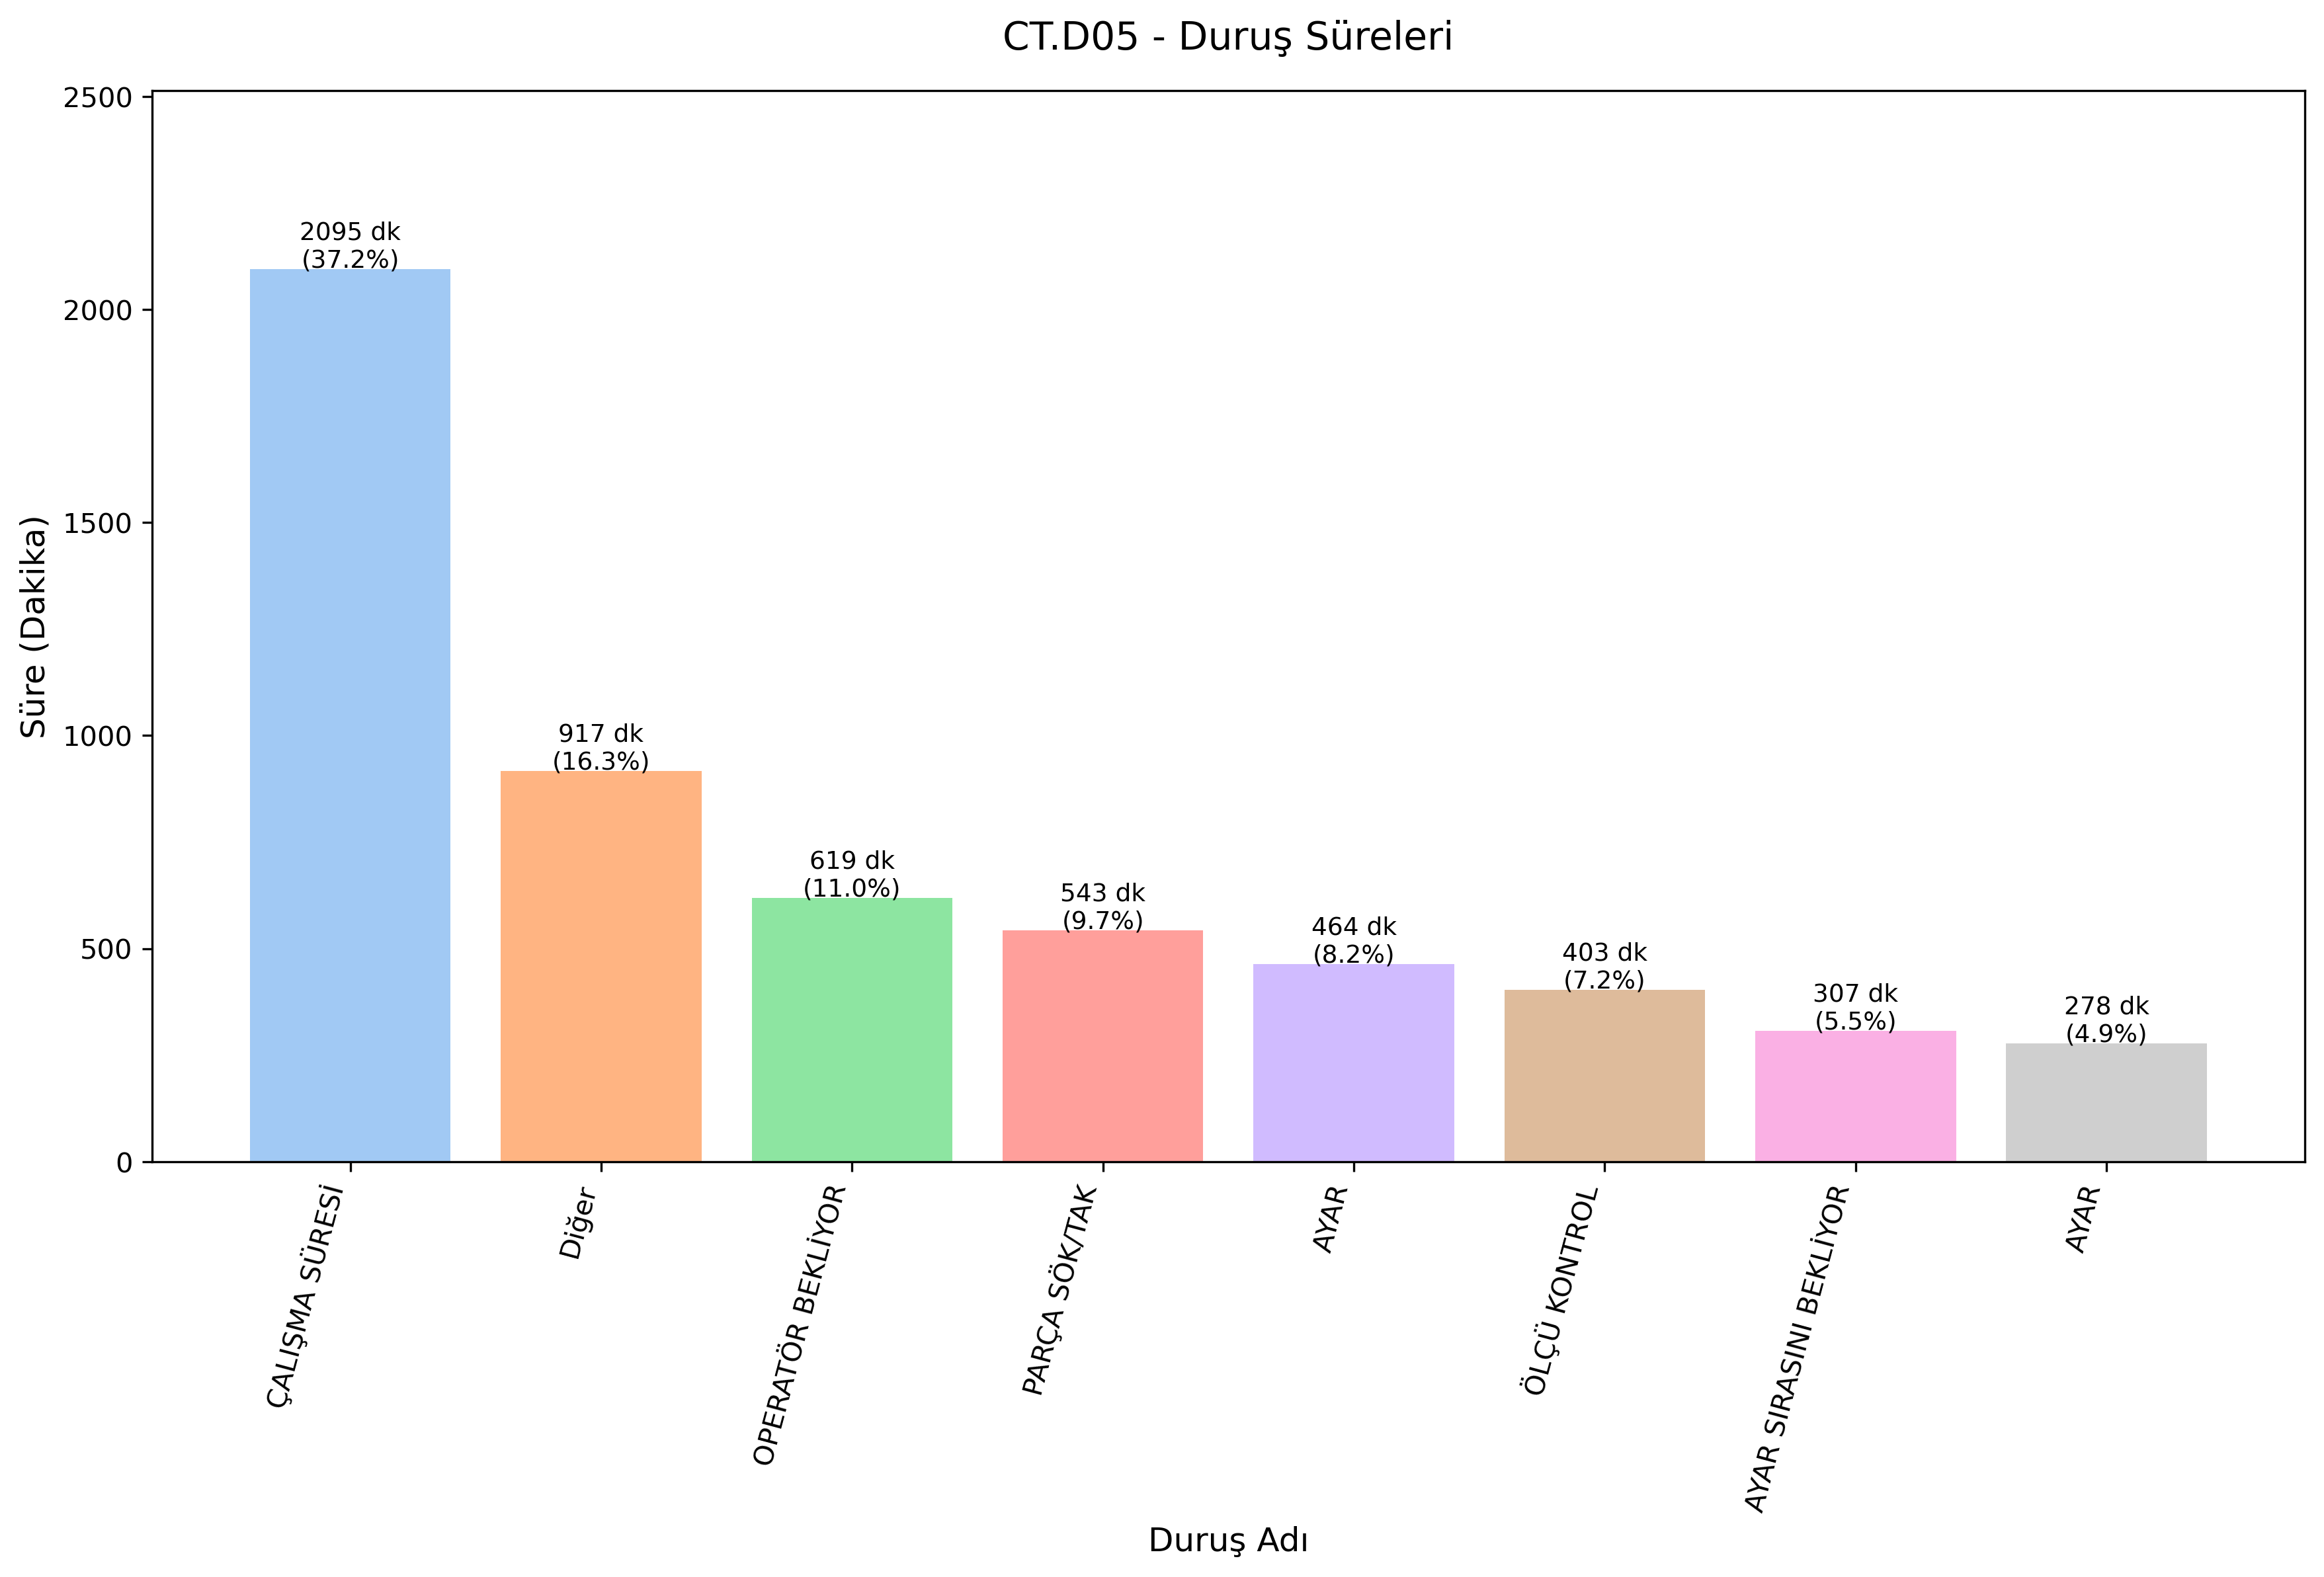 CT.D05 - Duruş Süreleri
Süre (Dakika)
2500
2000
1500
1000
500
0
2095 dk
(37.2%)
917 dk
(16.3%)
619 dk
(11.0%)
543 dk
(9.7%)
464 dk
(8.2%)
403 dk
(7.2%)
307 dk
(5.5%)
278 dk
(4.9%)
ÇALIŞMA SÜRESİ
Diğer
OPERATÖR BEKLİYOR
PARÇA SÖK/TAK
AYAR
ÖLÇÜ KONTROL
AYAR SIRASINI BEKLİYOR
AYAR
Duruş Adı